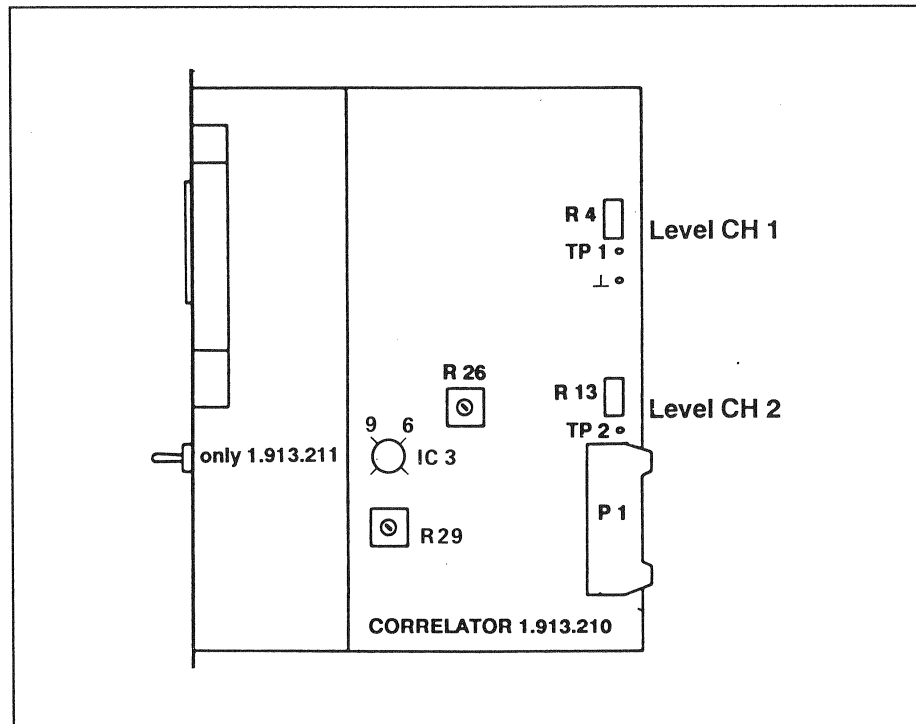 R 4
Level CH 1
TP 1
⊥
R 26
R 13
Level CH 2
TP 2
9 6
only 1.913.211
IC 3
P 1
R 29
CORRELATOR 1.913.210